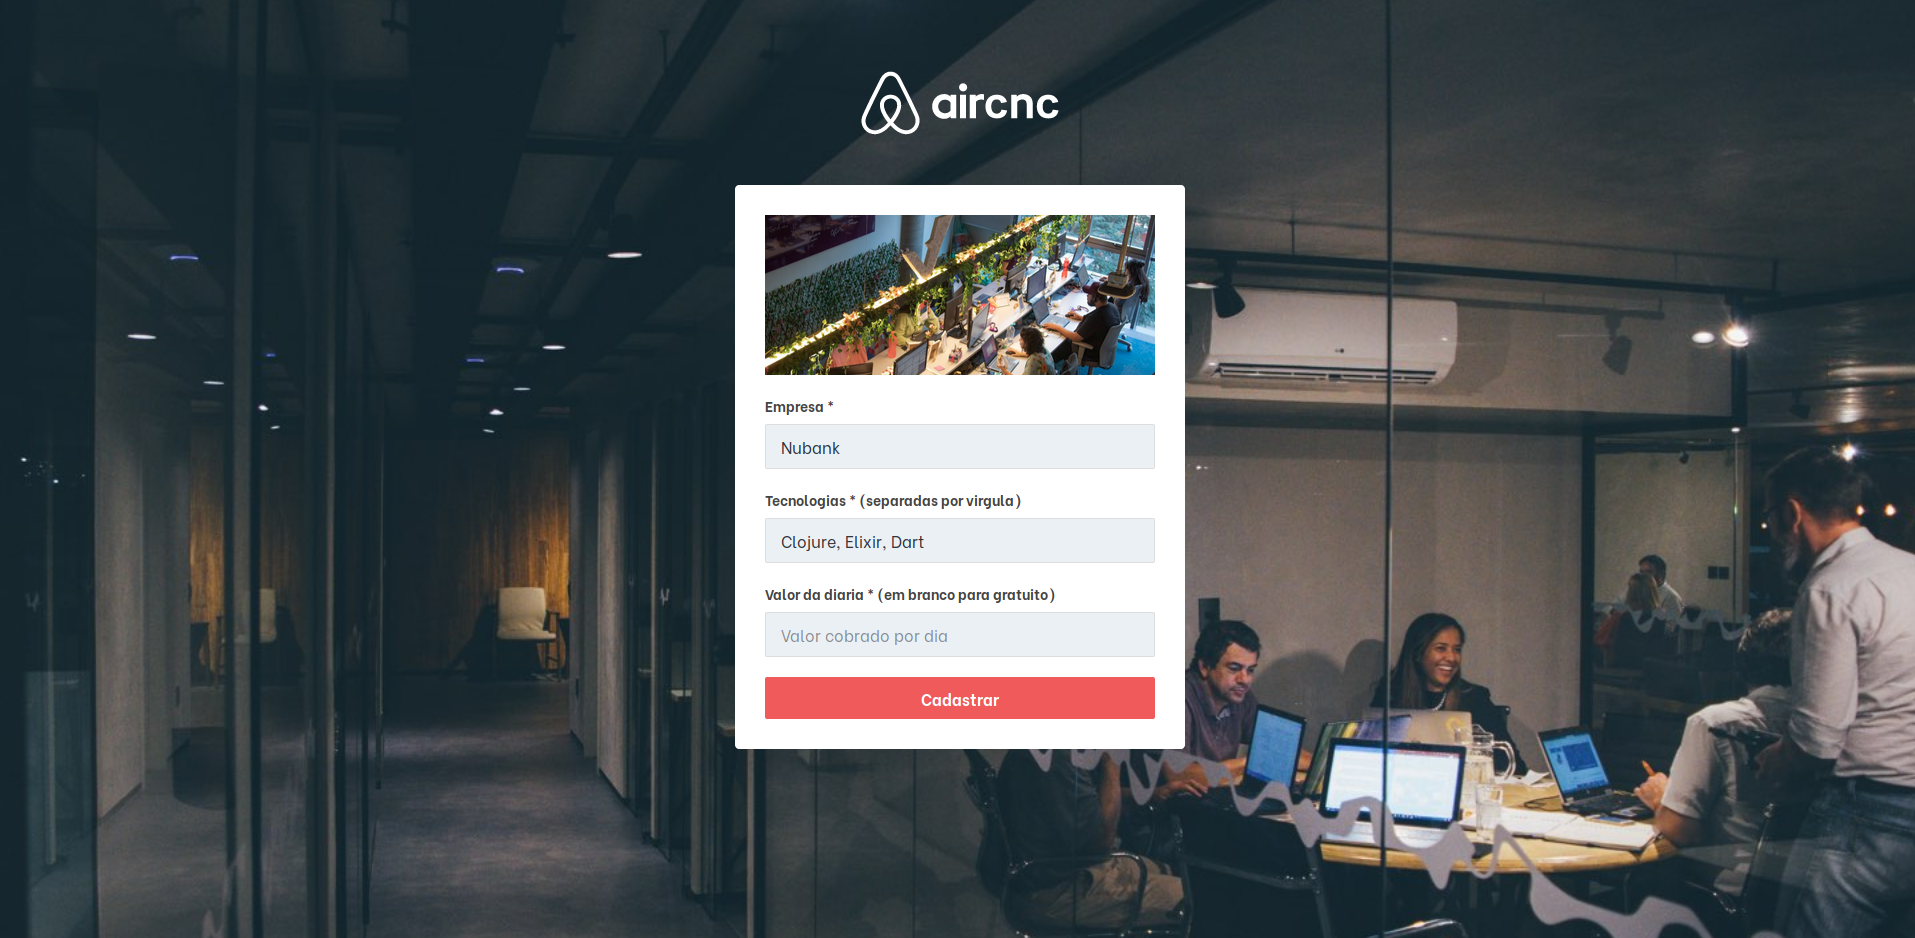 aircnc
Empresa *
Nubank
Tecnologias * (separadas por virgula)
Clojure, Elixir, Dart
Valor da diaria * (em branco para gratuito)
Valor cobrado por dia
Cadastrar